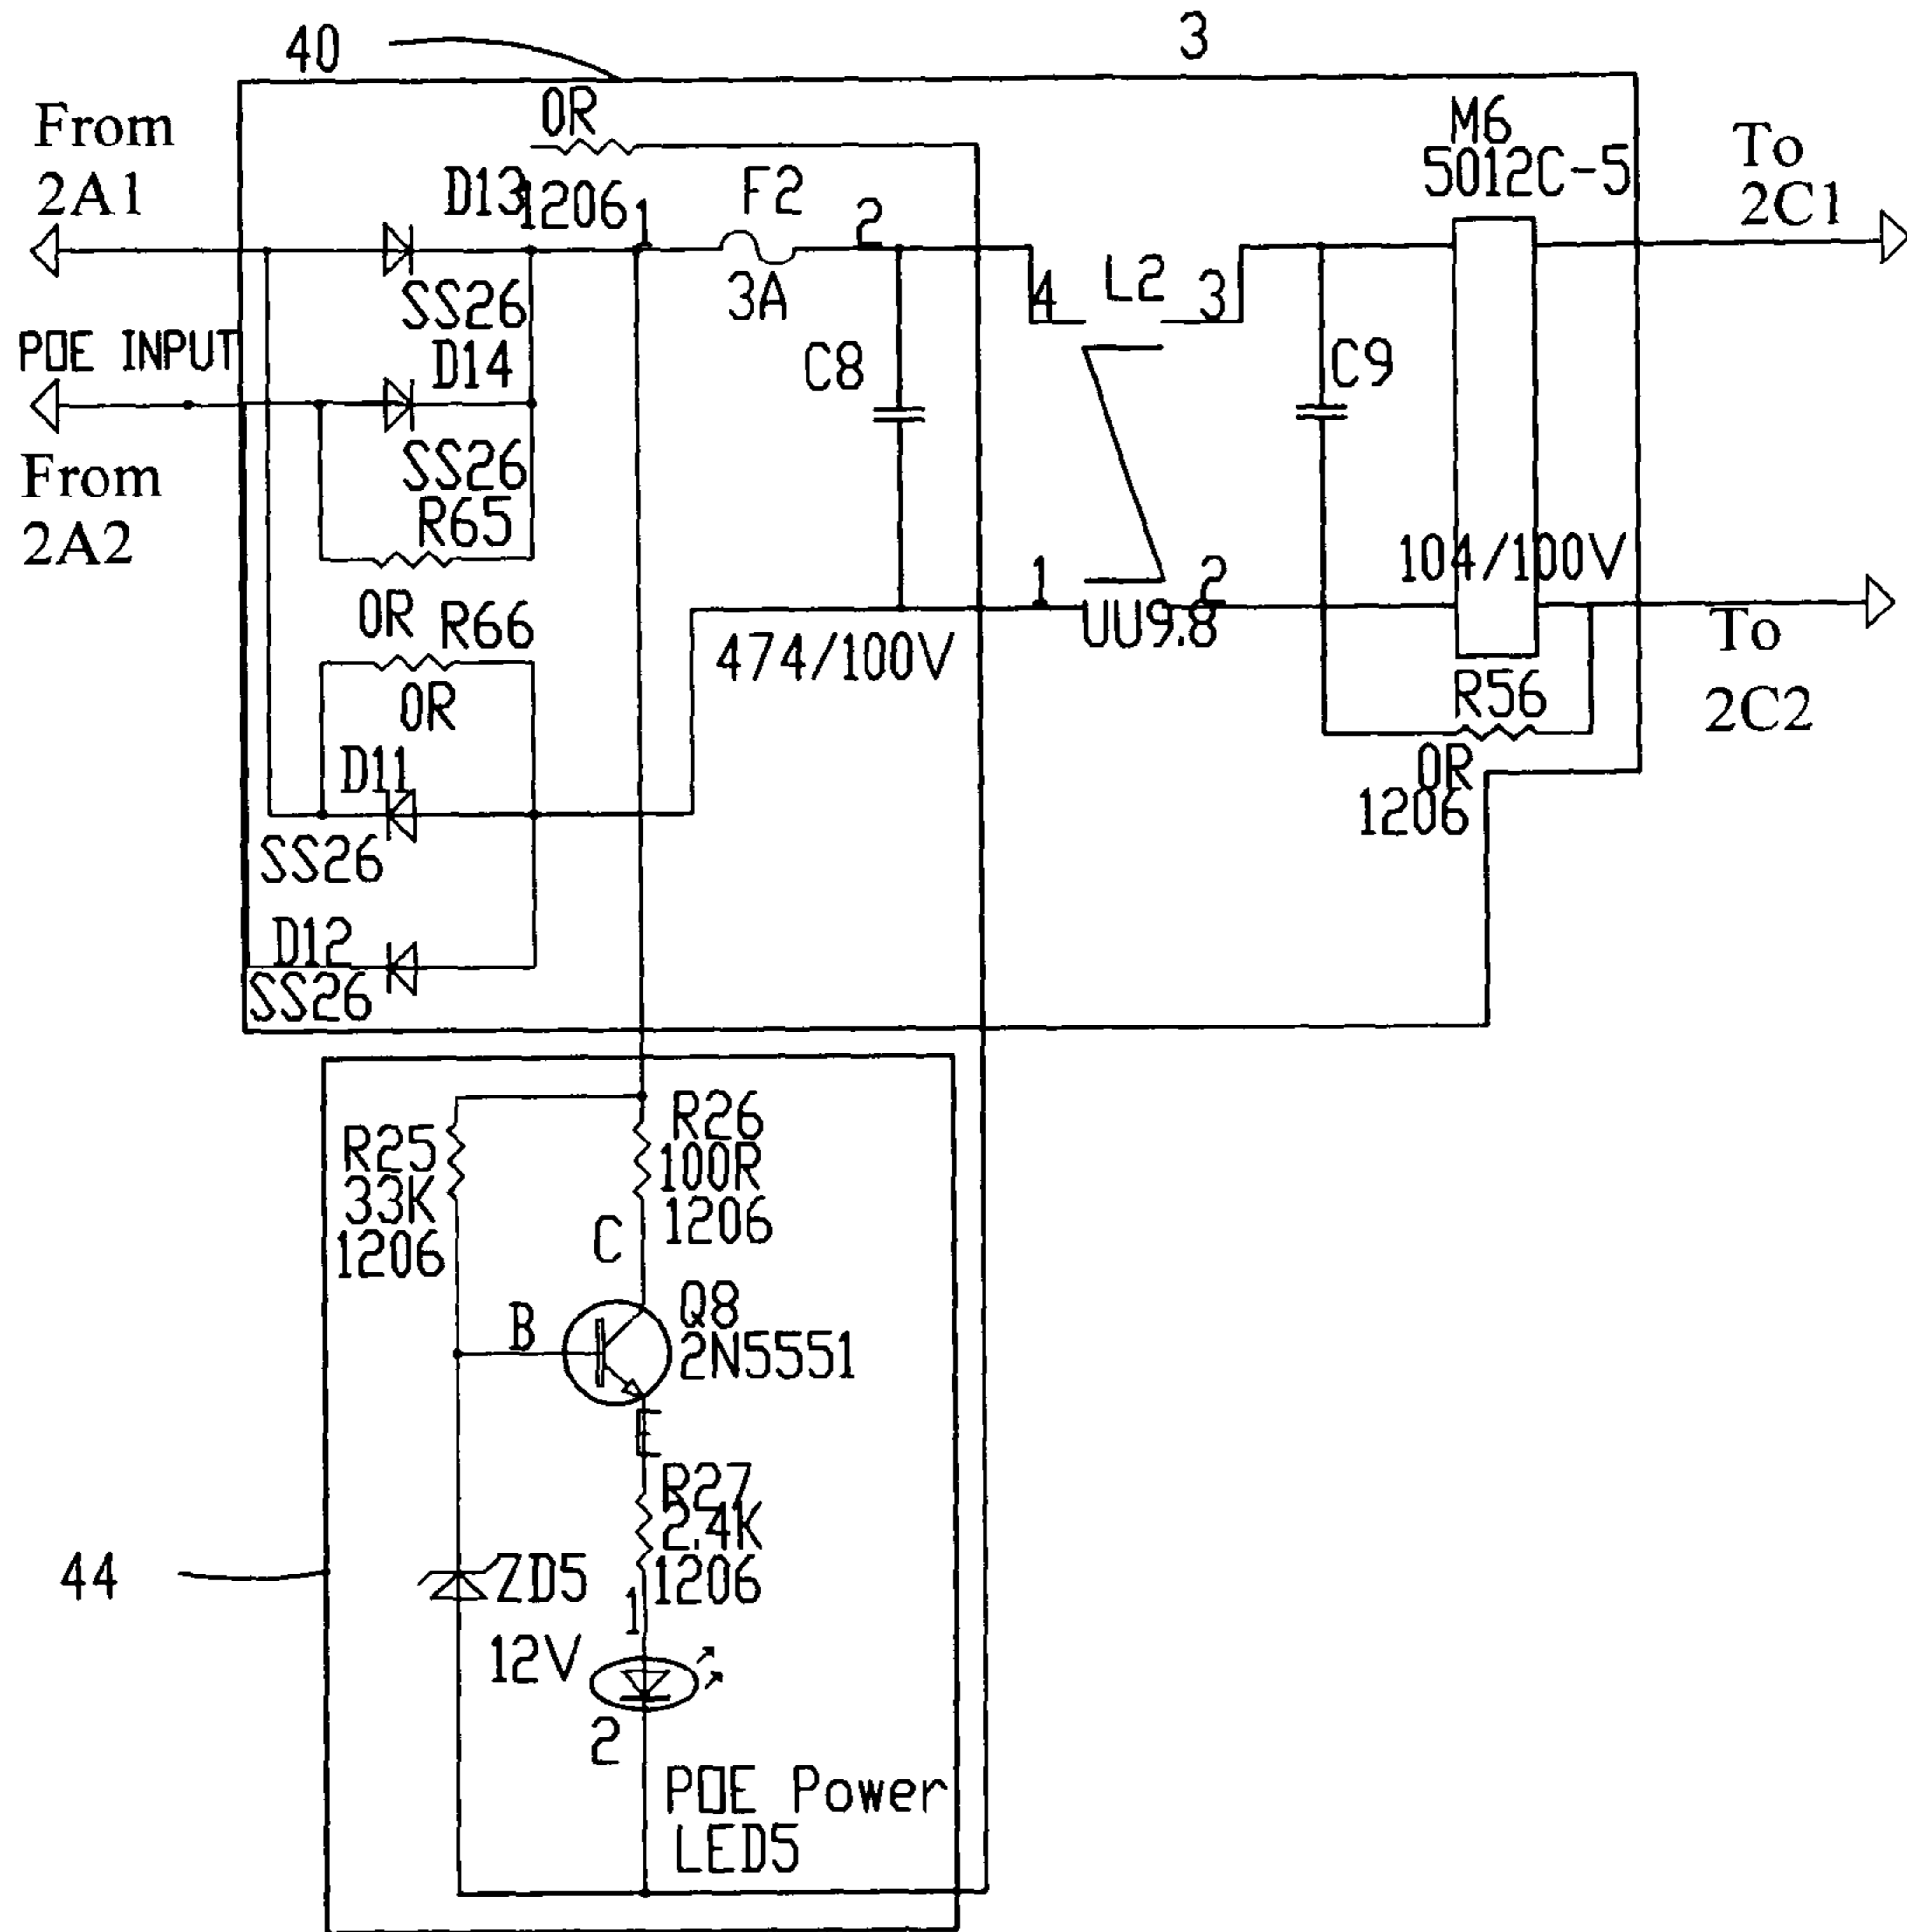 40
3
From
2A1
0R
D13
1206
1
F2
2
3A
M6
5012C-5
To
2C1
SS26
POE INPUT
D14
4
L2
3
C8
C9
From
2A2
SS26
R65
0R
R66
0R
474/100V
1
UU9.8
2
104/100V
To
2C2
R56
0R
1206
D11
SS26
D12
SS26
R25
33K
1206
R26
100R
1206
C
B
Q8
2N5551
E
R27
2.4K
1206
44
ZD5
12V
1
2
POE Power
LED5